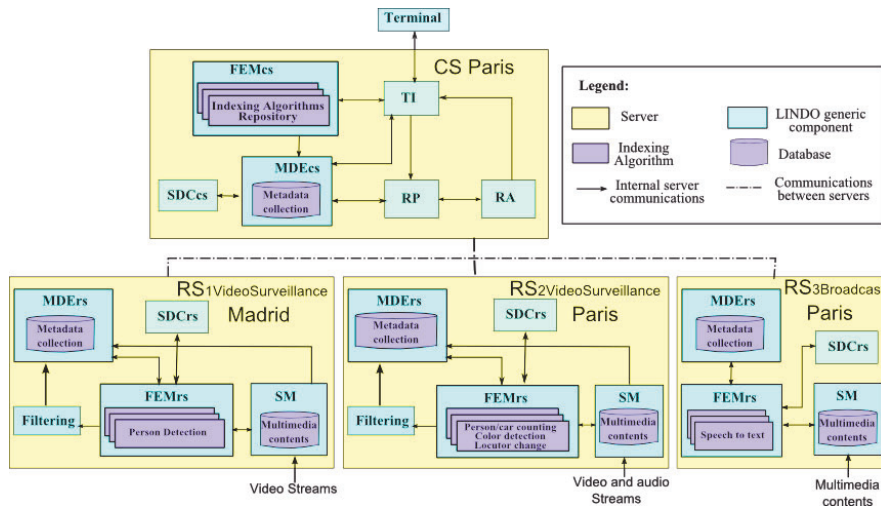 Terminal
CS Paris
FEMcs
Indexing Algorithms
Repository
TI
MDEcs
Metadata
collection
SDCcs
RP
RA
Legend:
Server
LINDO generic
component
Indexing
Algorithm
Database
Internal server
communications
Communications
between servers
RS1VideoSurveillance
Madrid
MDErs
Metadata
collection
SDCrs
Filtering
FEMrs
Person Detection
SM
Multimedia
contents
Video Streams
RS2VideoSurveillance
Paris
MDErs
Metadata
collection
SDCrs
Filtering
FEMrs
Person/car counting
Color detection
Locutor change
SM
Multimedia
contents
Video and audio
Streams
RS3Broadcas
Paris
MDErs
Metadata
collection
SDCrs
FEMrs
Speech to text
SM
Multimedia
contents
Multimedia
contents